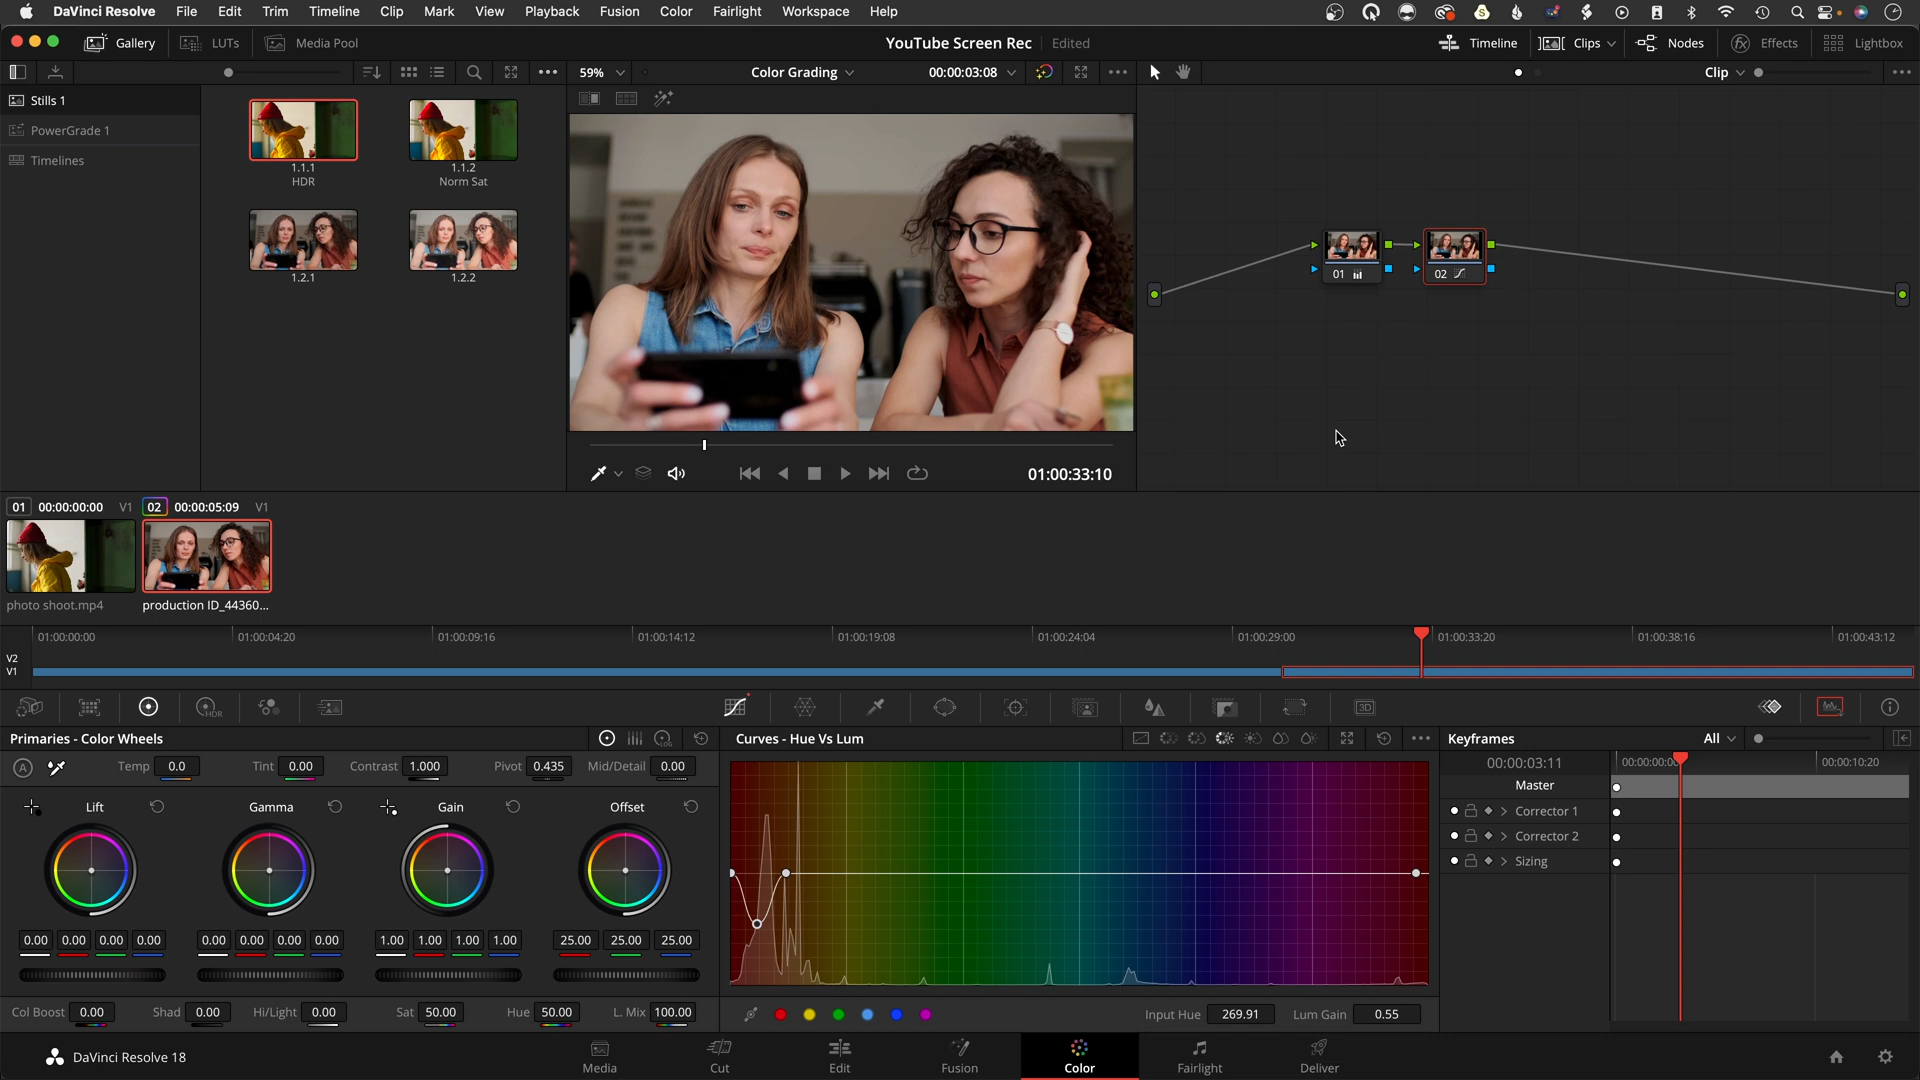 DaVinci Resolve File Edit Trim Timeline Clip Mark View Playback Fusion Color Fairlight Workspace Help
Gallery LUTs Media Pool YouTube Screen Rec Edited Timeline Clips Nodes Effects Lightbox
59% Color Grading 00:00:03:08 Clip
Stills 1
PowerGrade 1
Timelines
1.1.1
HDR
1.1.2
Norm Sat
1.2.1
1.2.2
01
02
01:00:33:10
01 00:00:00:00 V1 02 00:00:05:09 V1
photo shoot.mp4 production ID_44360...
01:00:00:00 01:00:04:20 01:00:09:16 01:00:14:12 01:00:19:08 01:00:24:04 01:00:29:00 01:00:33:20 01:00:38:16 01:00:43:12
V2
V1
HDR
3D
Primaries - Color Wheels
LOG
A Temp 0.0 Tint 0.00 Contrast 1.000 Pivot 0.435 Mid/Detail 0.00
Lift Gamma Gain Offset
0.00 0.00 0.00 0.00 0.00 0.00 0.00 0.00 1.00 1.00 1.00 1.00 25.00 25.00 25.00
Col Boost 0.00 Shad 0.00 Hi/Light 0.00 Sat 50.00 Hue 50.00 L. Mix 100.00
Curves - Hue Vs Lum
Input Hue 269.91 Lum Gain 0.55
Keyframes All
00:00:03:11 00:00:00:0 00:00:10:20
Master
Corrector 1
Corrector 2
Sizing
DaVinci Resolve 18 Media Cut Edit Fusion Color Fairlight Deliver